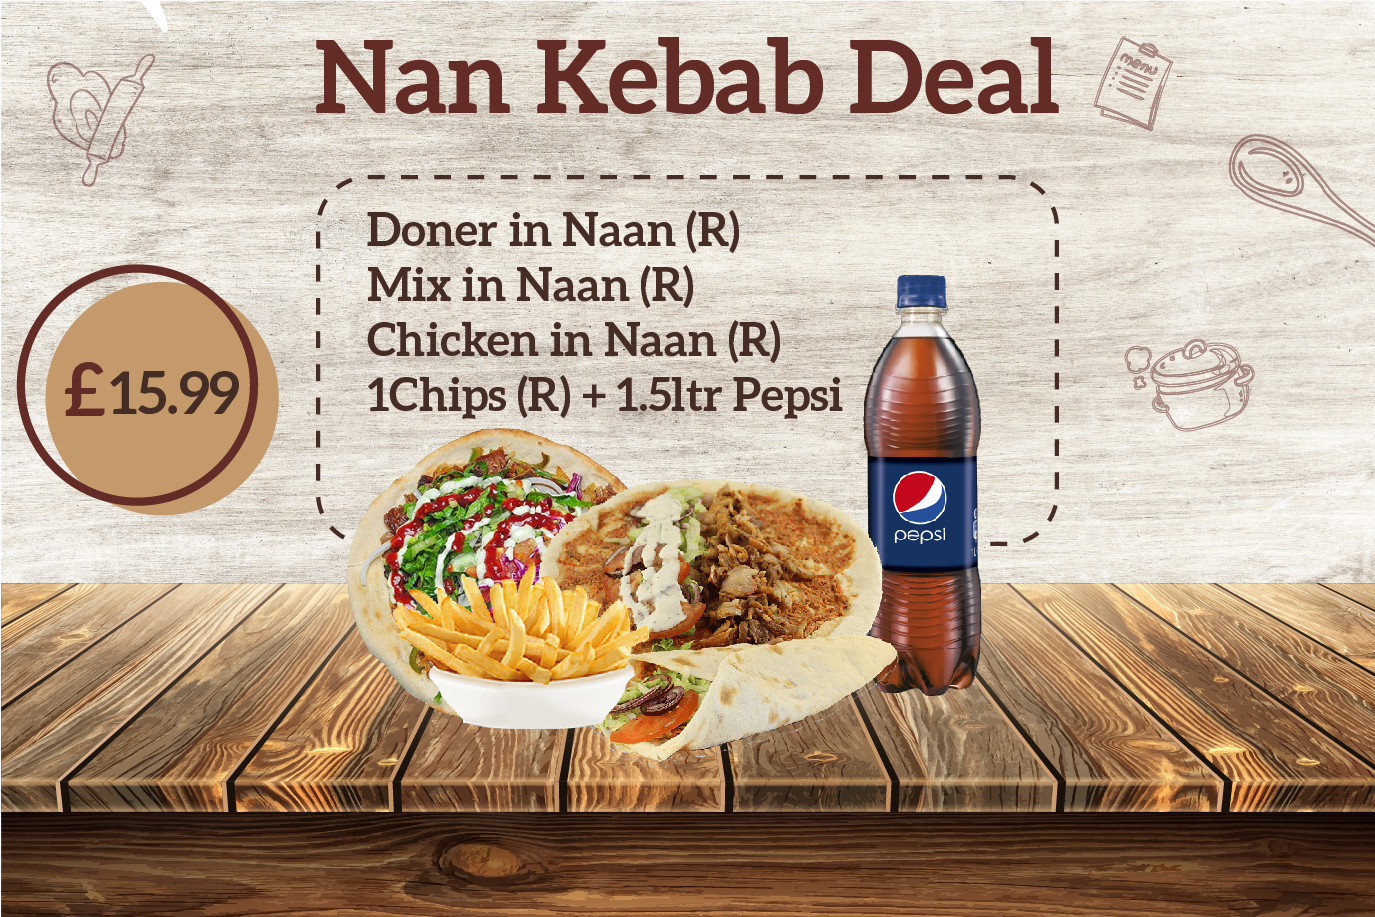 Nan Kebab Deal
menu
Doner in Naan (R)
Mix in Naan (R)
Chicken in Naan (R)
1Chips (R) + 1.5ltr Pepsi
£15.99
pepsi